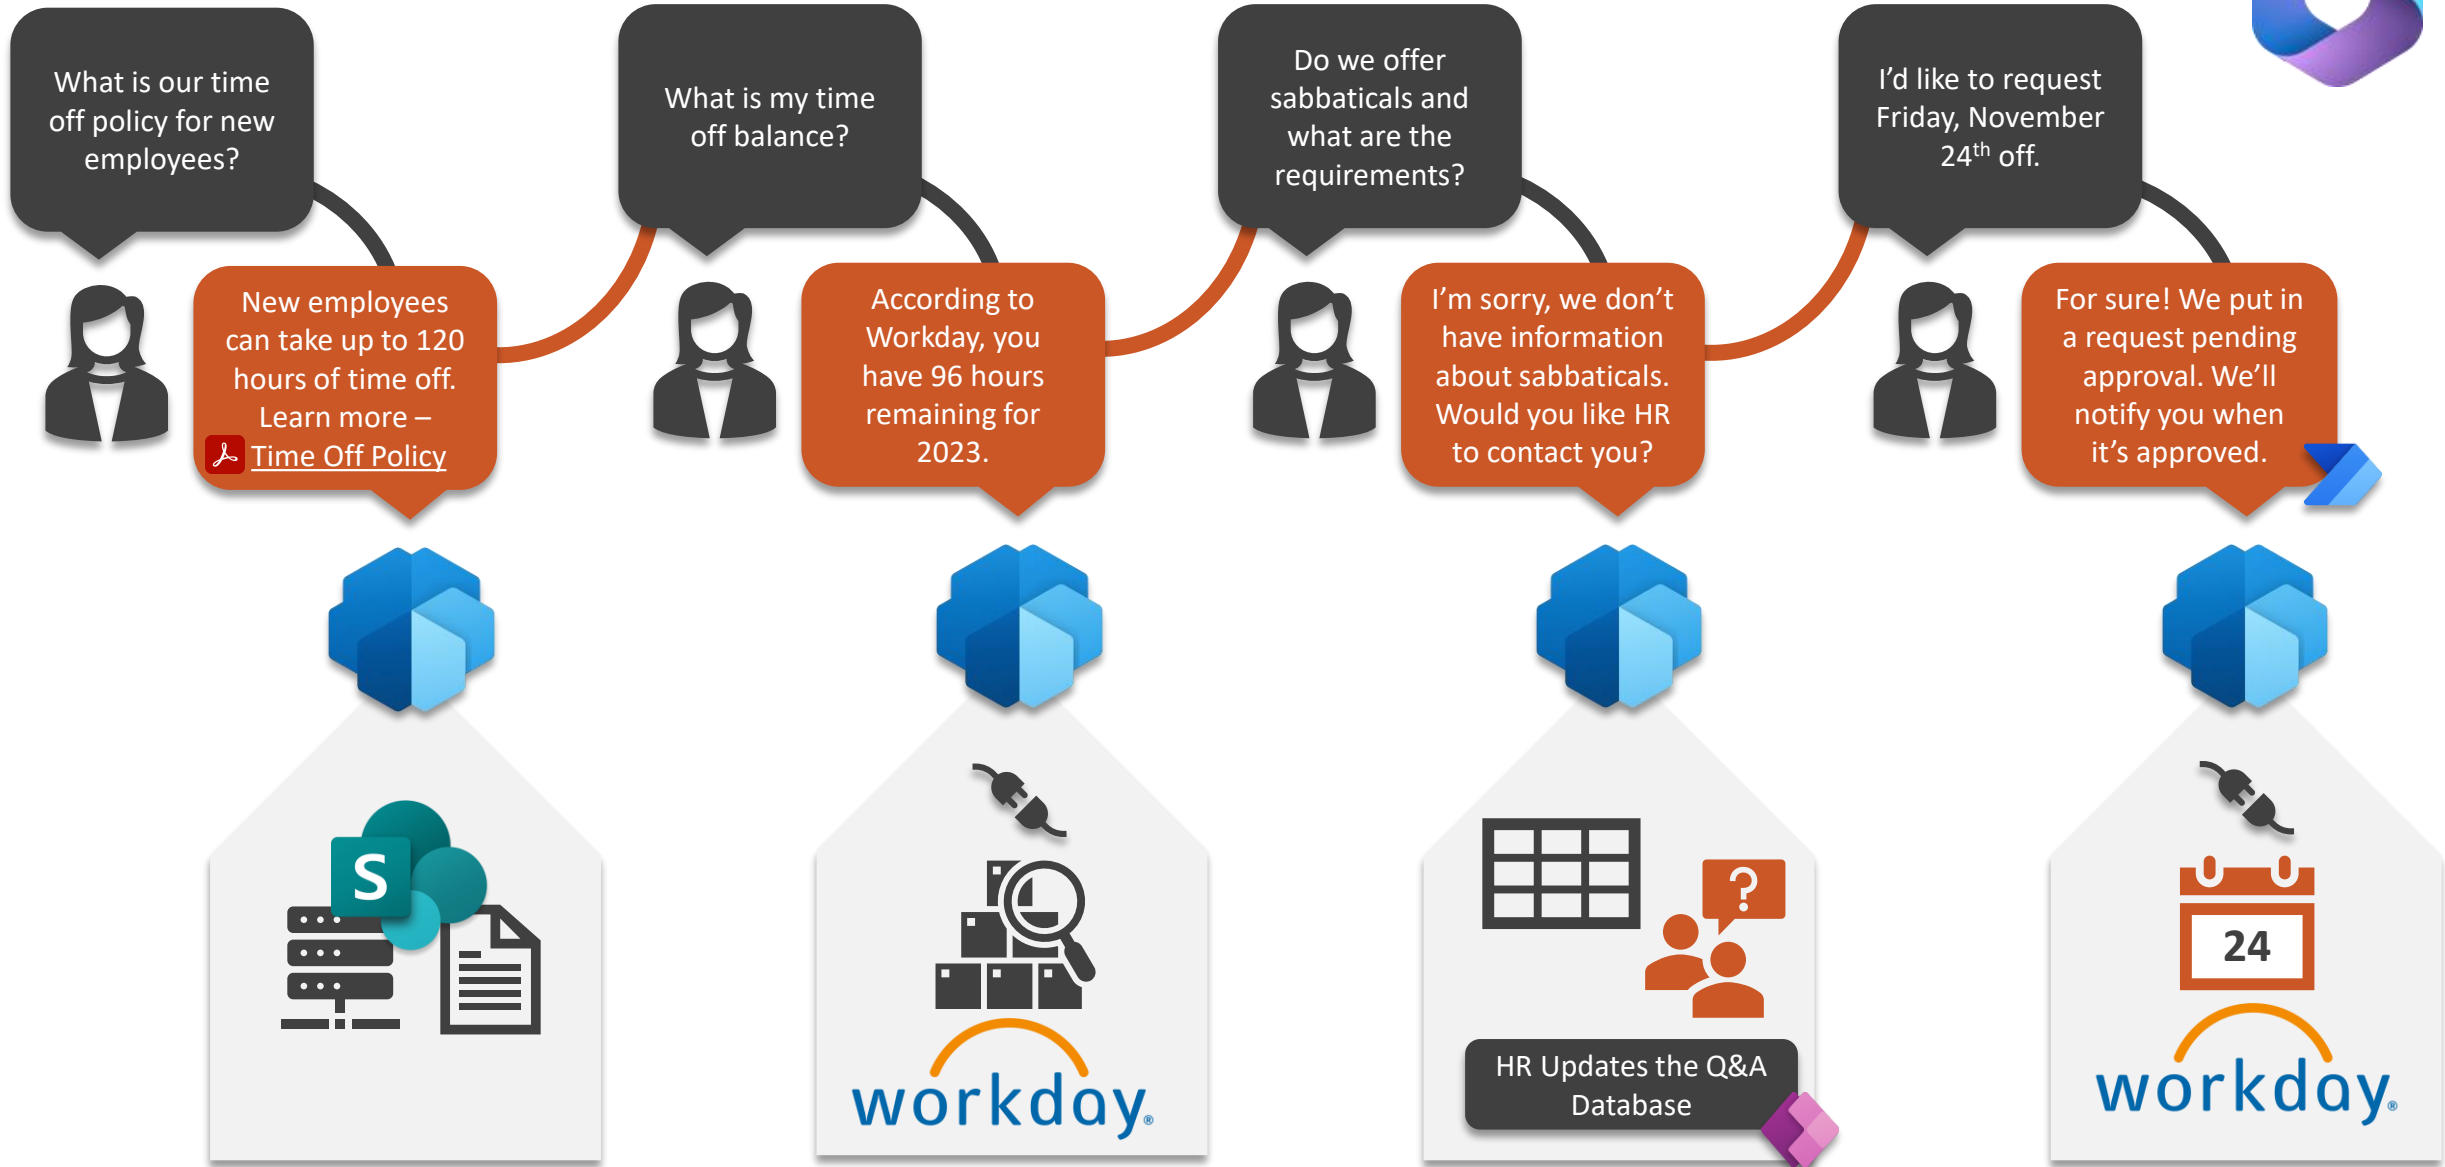 What is our time
off policy for new
employees?
New employees
can take up to 120
hours of time off.
Learn more –
Time Off Policy
What is my time
off balance?
According to
Workday, you
have 96 hours
remaining for
2023.
Do we offer
sabbaticals and
what are the
requirements?
I’m sorry, we don’t
have information
about sabbaticals.
Would you like HR
to contact you?
I’d like to request
Friday, November
24th off.
For sure! We put in
a request pending
approval. We’ll
notify you when
it’s approved.
S
workday®
?
HR Updates the Q&A
Database
24
workday®